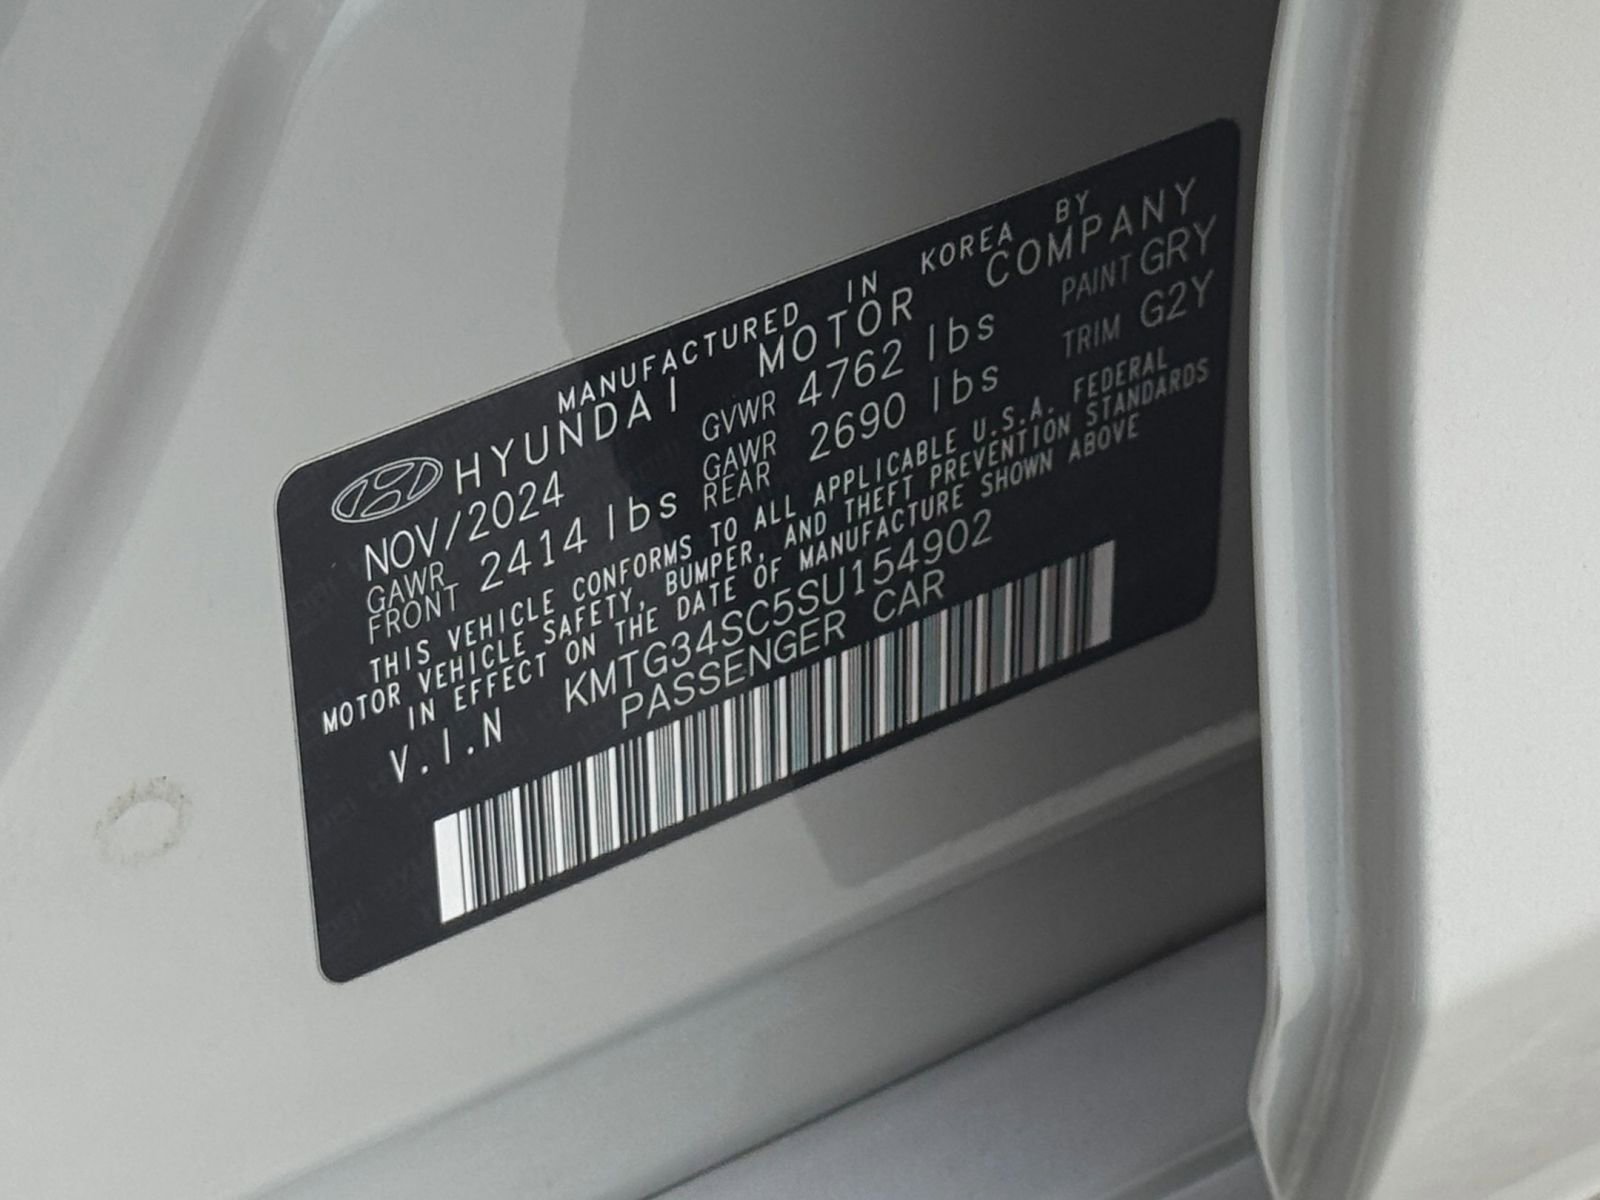 MANUFACTURED IN KOREA BY
HYUNDAI MOTOR COMPANY
NOV/2024 GVWR 4762 lbs PAINT GRY
GAWR FRONT 2414 lbs GAWR REAR 2690 lbs TRIM G2Y
THIS VEHICLE CONFORMS TO ALL APPLICABLE U.S.A. FEDERAL
MOTOR VEHICLE SAFETY, BUMPER, AND THEFT PREVENTION STANDARDS
IN EFFECT ON THE DATE OF MANUFACTURE SHOWN ABOVE
V.I.N KMTG34SC5SU154902
PASSENGER CAR